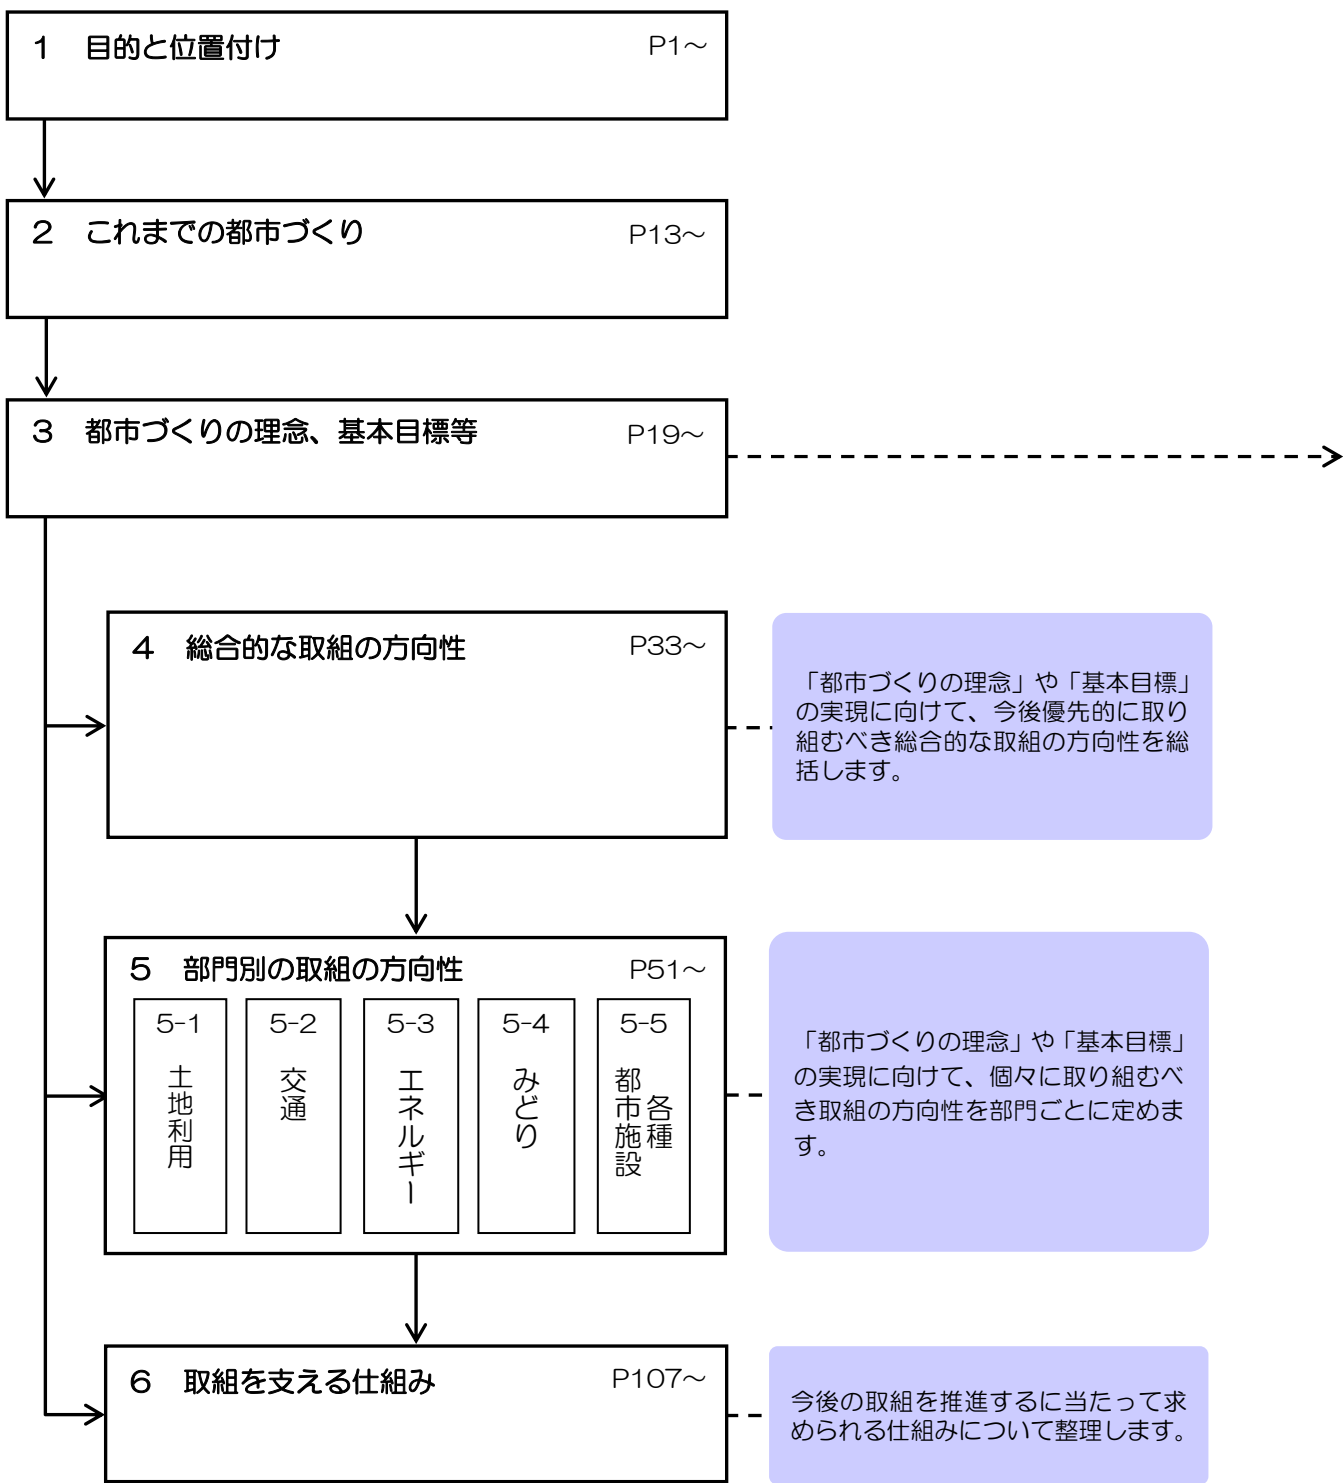 1 目的と位置付け P1～
2 これまでの都市づくり P13～
3 都市づくりの理念、基本目標等 P19～
4 総合的な取組の方向性 P33～
「都市づくりの理念」や「基本目標」
の実現に向けて、今後優先的に取り
組むべき総合的な取組の方向性を総
括します。
5 部門別の取組の方向性 P51～
5-1
土地利用
5-2
交通
5-3
エネルギー
5-4
みどり
5-5
各種
都市施設
「都市づくりの理念」や「基本目標」
の実現に向けて、個々に取り組むべ
き取組の方向性を部門ごとに定めま
す。
6 取組を支える仕組み P107～
今後の取組を推進するに当たって求
められる仕組みについて整理します。